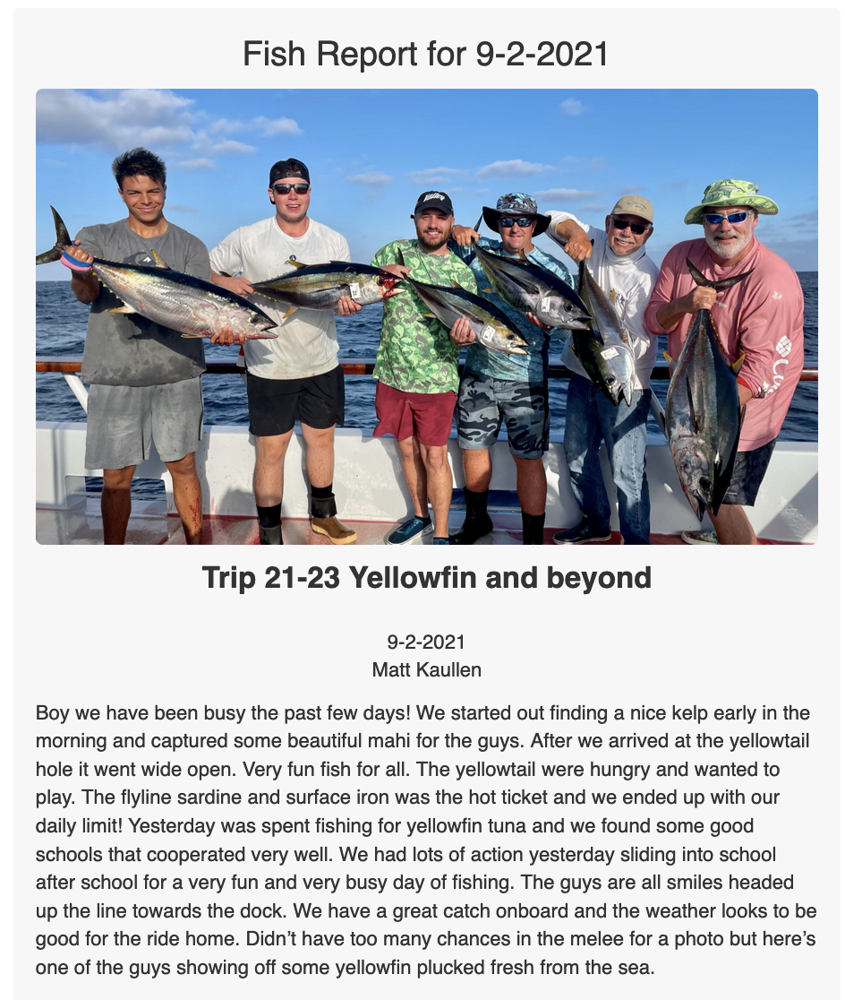 Fish Report for 9-2-2021
Trip 21-23 Yellowfin and beyond
9-2-2021
Matt Kaullen
Boy we have been busy the past few days! We started out finding a nice kelp early in the
morning and captured some beautiful mahi for the guys. After we arrived at the yellowtail
hole it went wide open. Very fun fish for all. The yellowtail were hungry and wanted to
play. The flyline sardine and surface iron was the hot ticket and we ended up with our
daily limit! Yesterday was spent fishing for yellowfin tuna and we found some good
schools that cooperated very well. We had lots of action yesterday sliding into school
after school for a very fun and very busy day of fishing. The guys are all smiles headed
up the line towards the dock. We have a great catch onboard and the weather looks to be
good for the ride home. Didn’t have too many chances in the melee for a photo but here’s
one of the guys showing off some yellowfin plucked fresh from the sea.